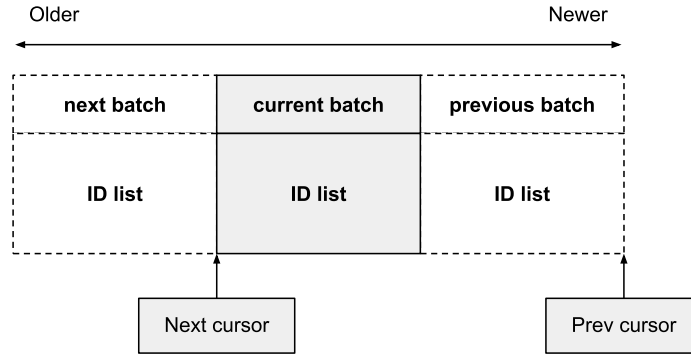 Older Newer
next batch current batch previous batch
ID list ID list ID list
Next cursor Prev cursor